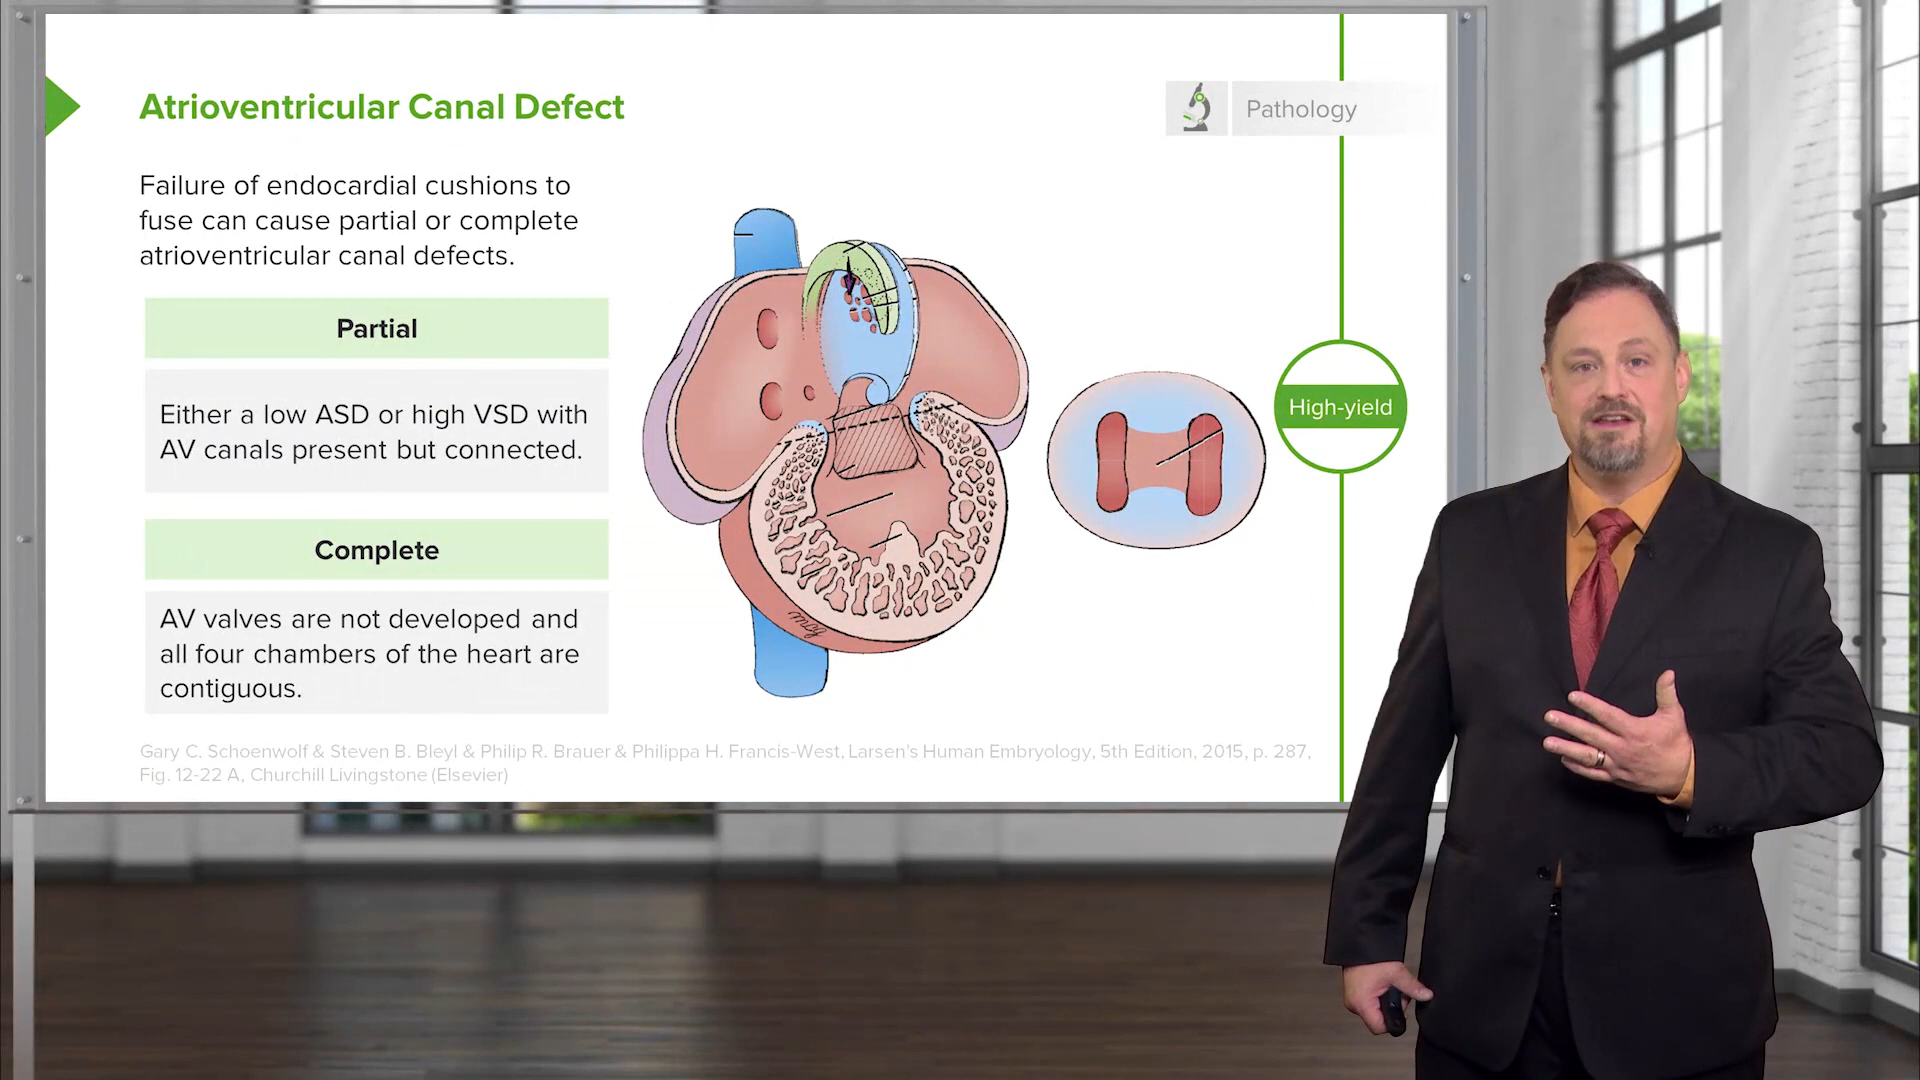 Atrioventricular Canal Defect
Pathology
Failure of endocardial cushions to
fuse can cause partial or complete
atrioventricular canal defects.
Partial
Either a low ASD or high VSD with
AV canals present but connected.
Complete
AV valves are not developed and
all four chambers of the heart are
contiguous.
High-yield
Gary C. Schoenwolf & Steven B. Bleyl & Philip R. Brauer & Philippa H. Francis-West, Larsen's Human Embryology, 5th Edition, 2015, p. 287,
Fig. 12-22 A, Churchill Livingstone (Elsevier)